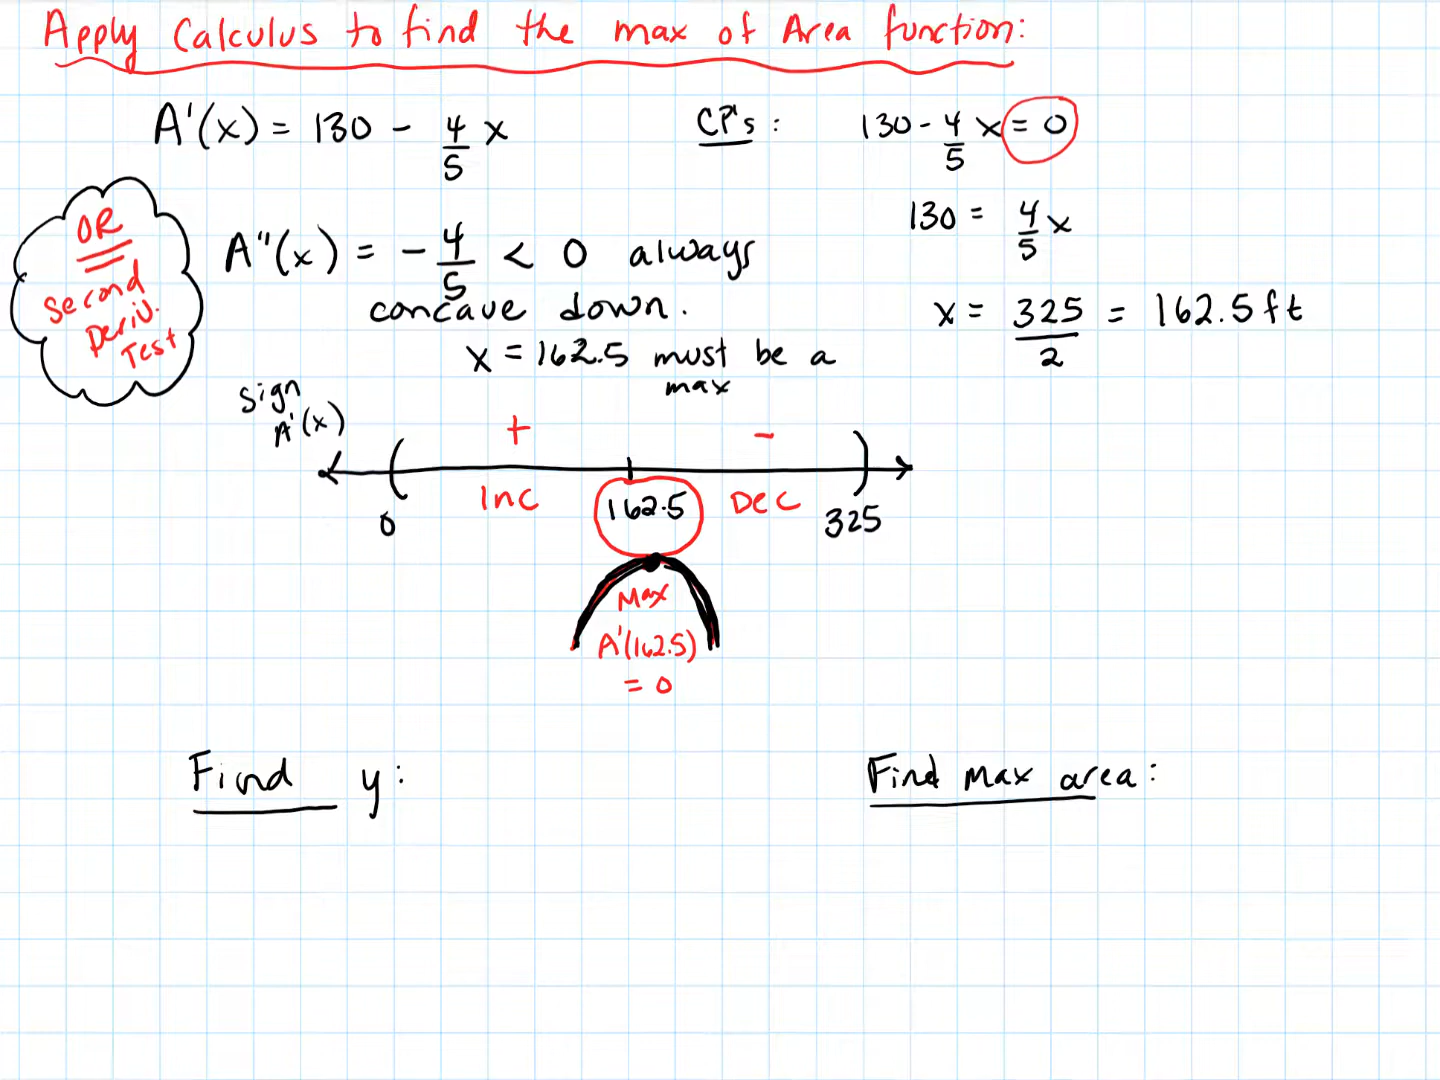 Apply Calculus to find the max of Area function:
A'(x) = 130 - 4/5 x
CP's : 130 - 4/5 x = 0
130 = 4/5 x
x = 325/2 = 162.5 ft
OR
Second
Deriv.
Test
A''(x) = - 4/5 < 0 always
concave down.
x = 162.5 must be a
max
Sign
A'(x)
+ -
Inc 162.5 Dec
0 325
Max
A'(162.5)
= 0
Find y:
Find max area: